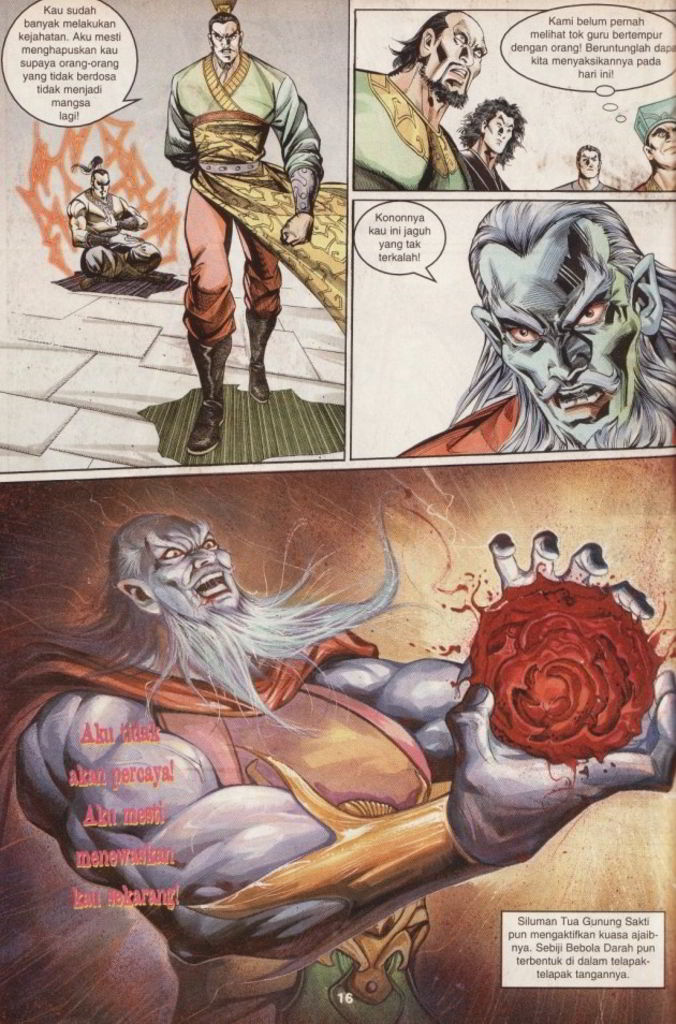 Kau sudah
banyak melakukan
kejahatan. Aku mesti
menghapuskan kau
supaya orang-orang
yang tidak berdosa
tidak menjadi
mangsa
lagi!
Kami belum pernah
melihat tok guru bertempur
dengan orang! Beruntunglah dapa
kita menyaksikannya pada
hari ini!
Kononnya
kau ini jaguh
yang tak
terkalah!
Aku tidak
akan percaya!
Aku mesti
menewaskan
kau sekarang!
Siluman Tua Gunung Sakti
pun mengaktifkan kuasa ajaib-
nya. Sebiji Bebola Darah pun
terbentuk di dalam telapak-
telapak tangannya.
16